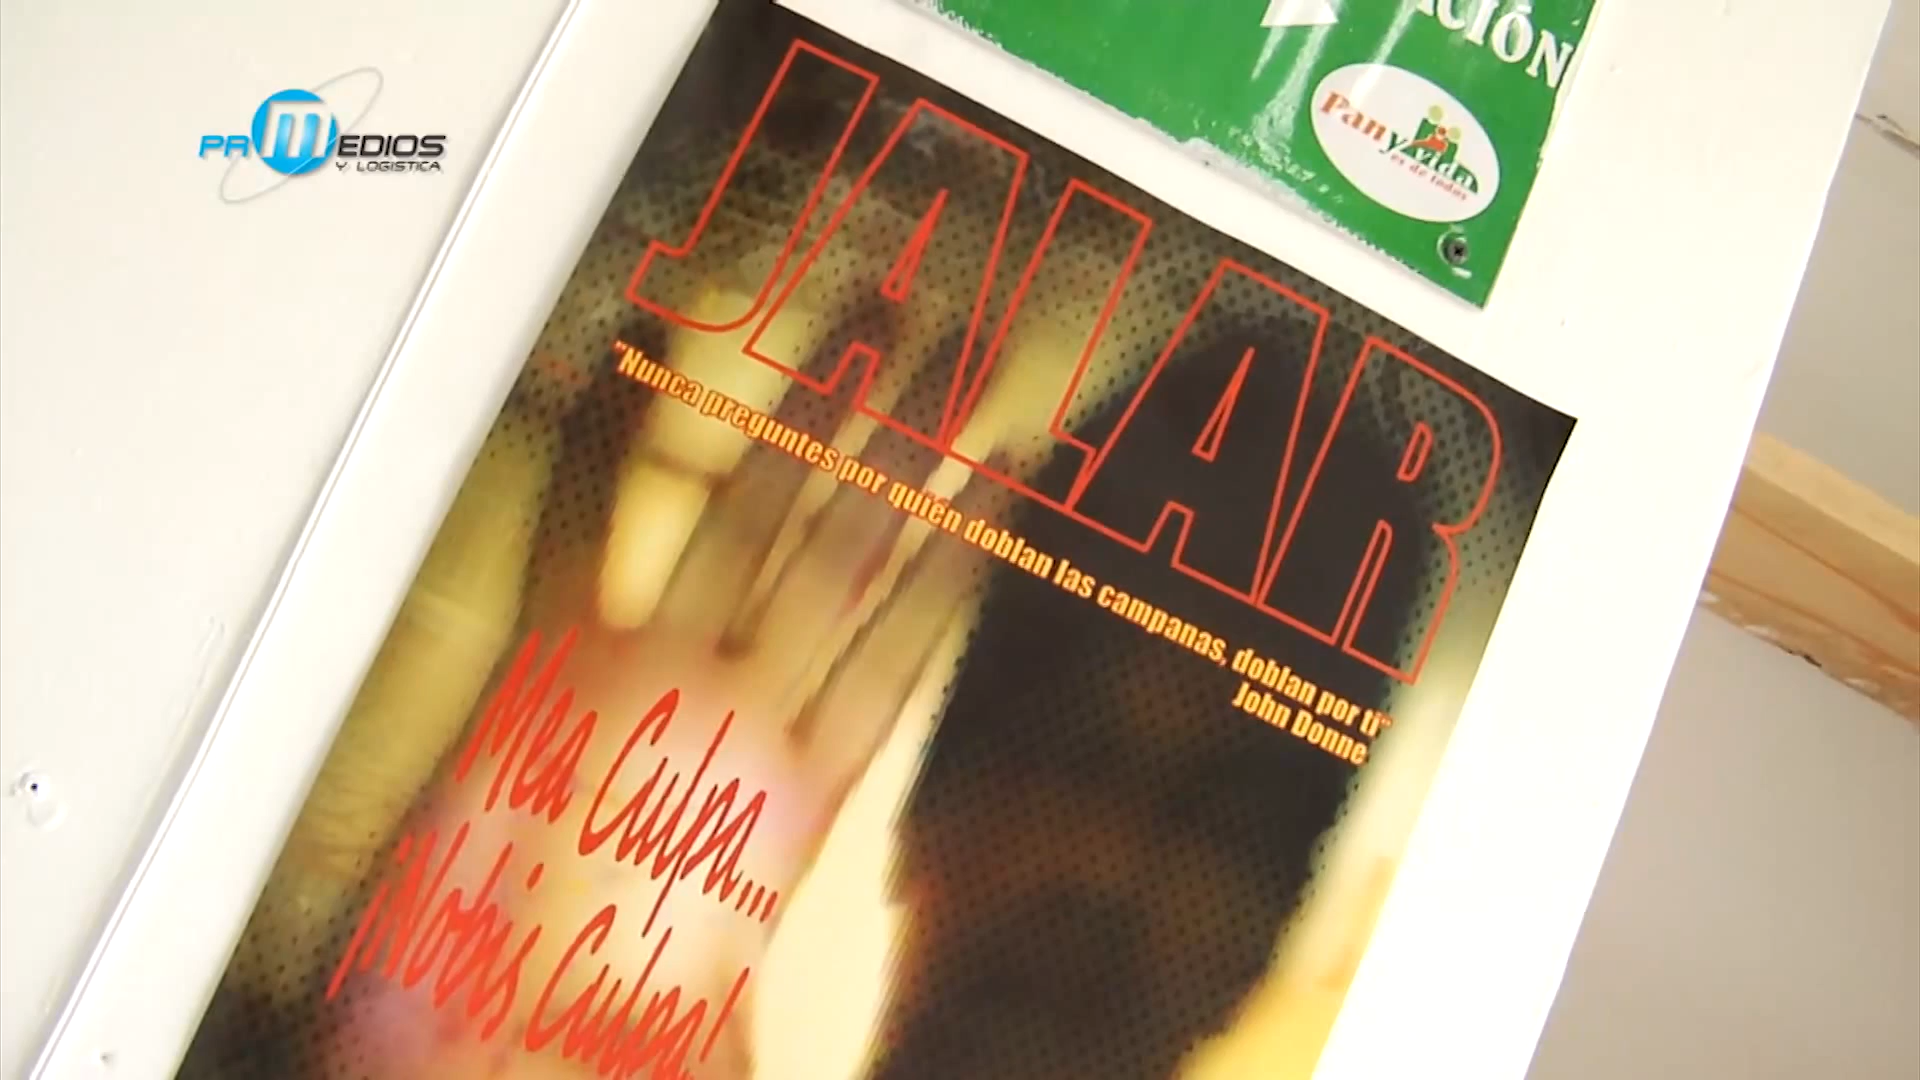 PRMEDIOS
Y LOGISTICA
Pan y vida
es de todos
JALAR
"Nunca preguntes por quién doblan las campanas, doblan por ti"
John Donne
Mea Culpa...
¡Nobis Culpa!